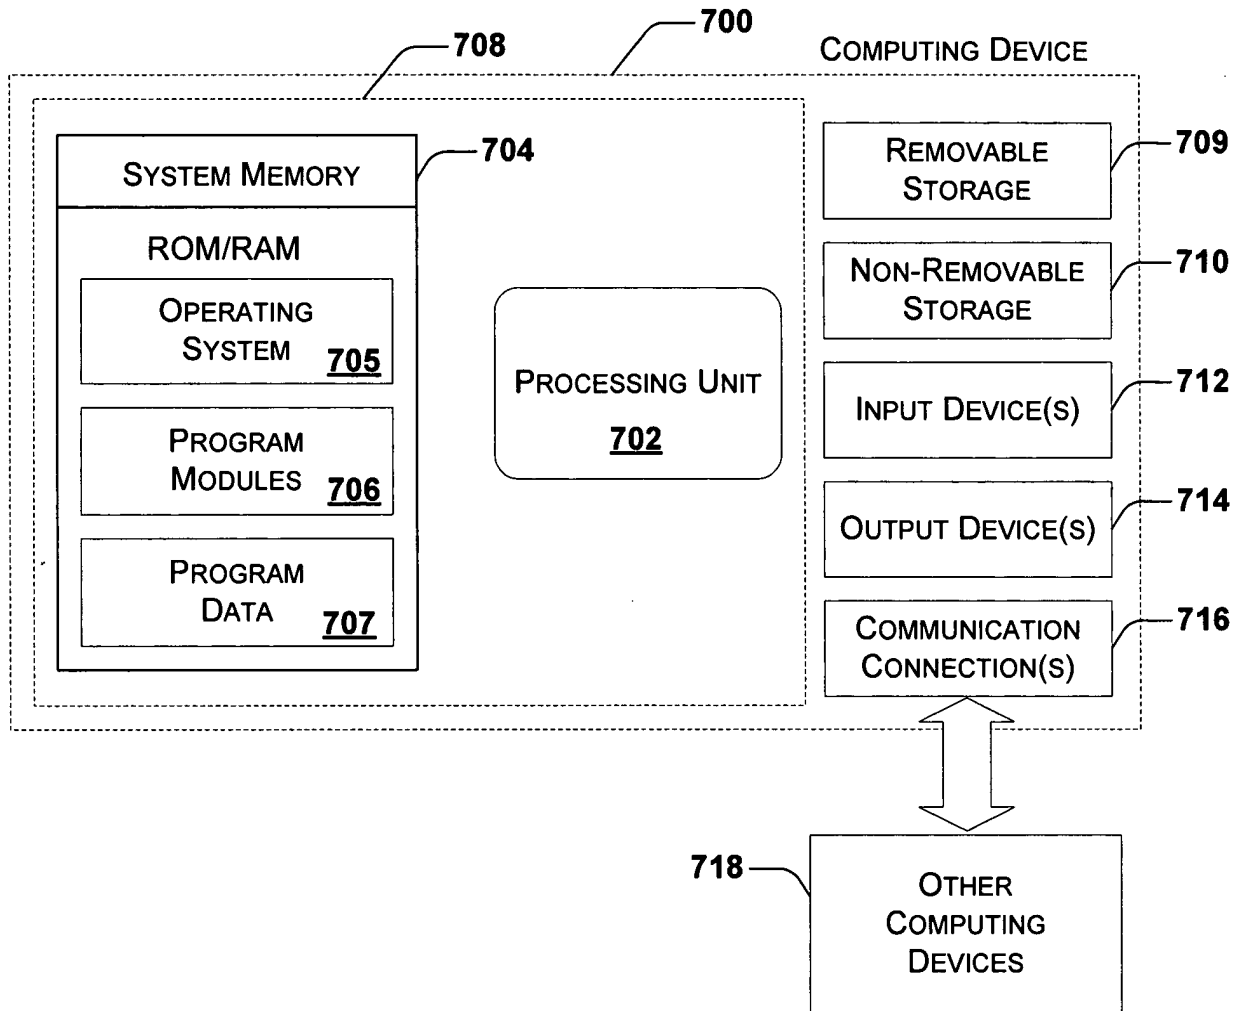 700
708
COMPUTING DEVICE
704
SYSTEM MEMORY
ROM/RAM
OPERATING
SYSTEM
705
PROGRAM
MODULES
706
PROGRAM
DATA
707
PROCESSING UNIT
702
REMOVABLE
STORAGE
709
NON-REMOVABLE
STORAGE
710
INPUT DEVICE(S)
712
OUTPUT DEVICE(S)
714
COMMUNICATION
CONNECTION(S)
716
718
OTHER
COMPUTING
DEVICES